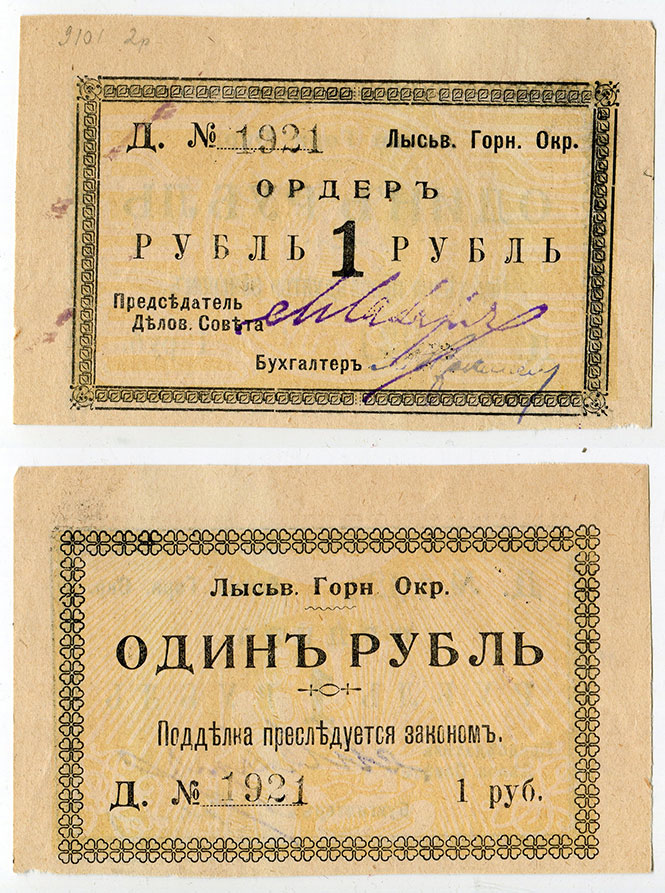 9101 2р
Д. № 1921 Лысьв. Горн. Окр.
ОРДЕРЪ
РУБЛЬ 1 РУБЛЬ
Предсѣдатель
Дѣлов. Совѣта
Бухгалтеръ
Лысьв. Горн Окр.
ОДИНЪ РУБЛЬ
Поддѣлка преслѣдуется закономъ.
Д. № 1921 1 руб.